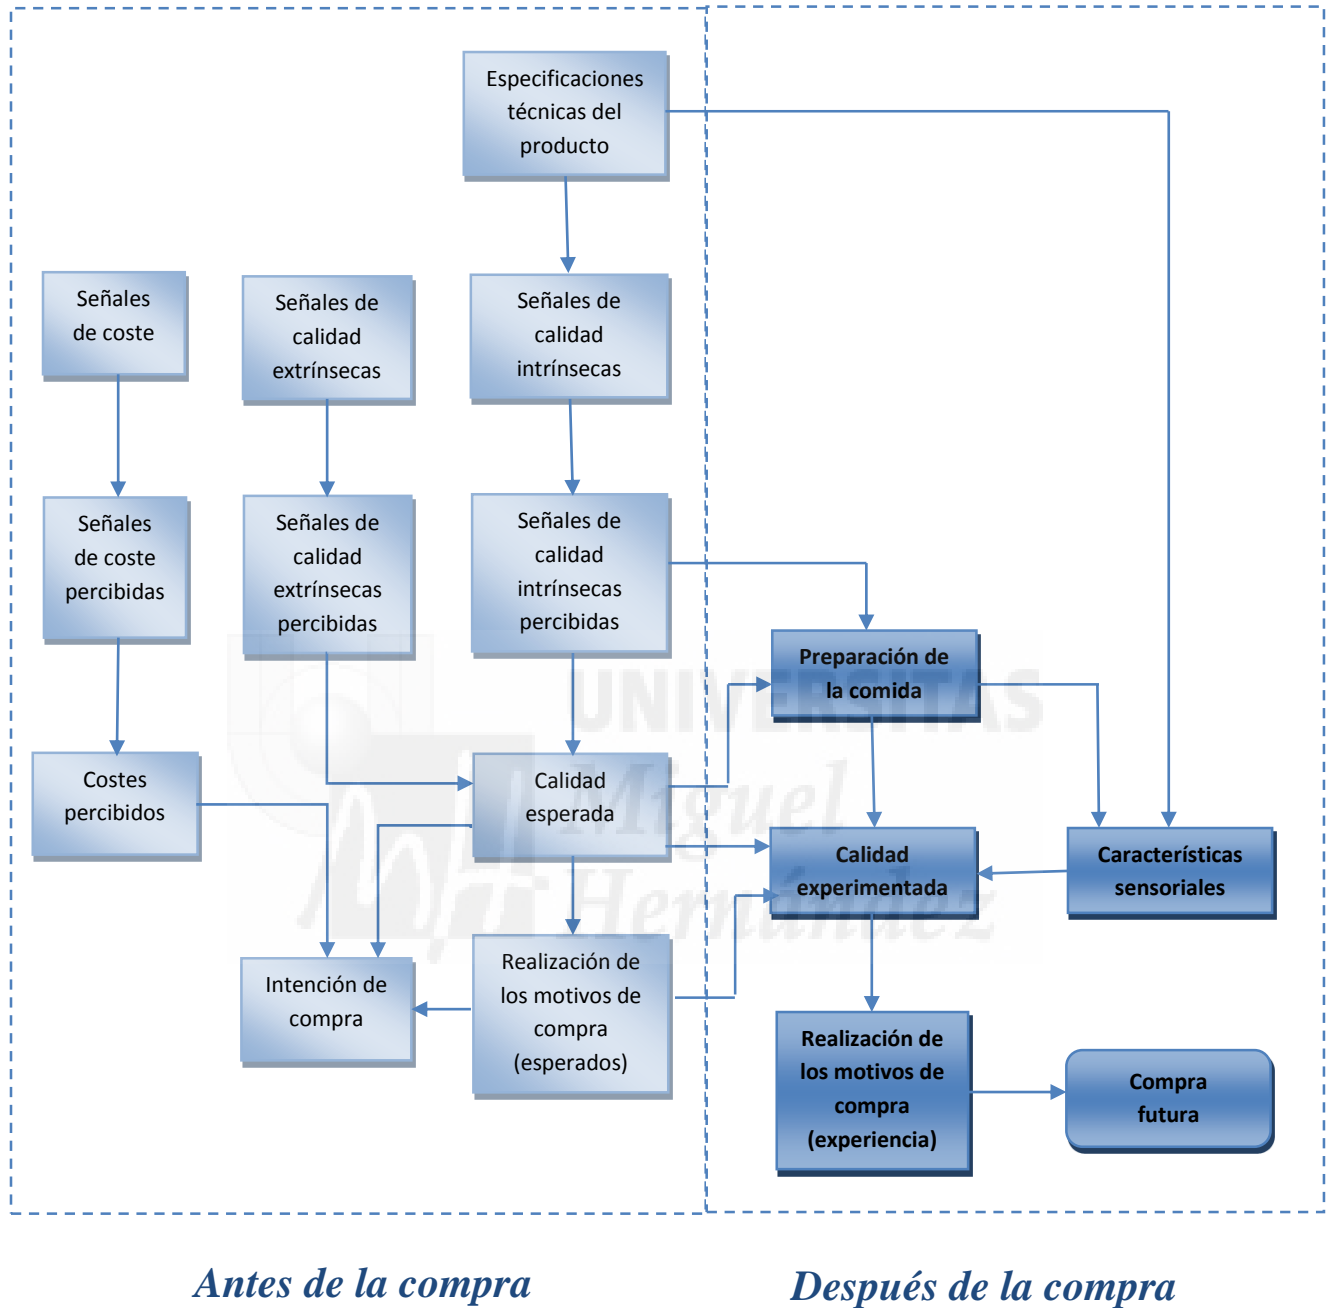 Especificaciones
técnicas del
producto
Señales
de coste
Señales de
calidad
extrínsecas
Señales de
calidad
intrínsecas
Señales
de coste
percibidas
Señales de
calidad
extrínsecas
percibidas
Señales de
calidad
intrínsecas
percibidas
Preparación de
la comida
UNIVERSITAS
Miguel
Hernández
Costes
percibidos
Calidad
esperada
Calidad
experimentada
Características
sensoriales
Intención de
compra
Realización de
los motivos de
compra
(esperados)
Realización de
los motivos de
compra
(experiencia)
Compra
futura
Antes de la compra
Después de la compra